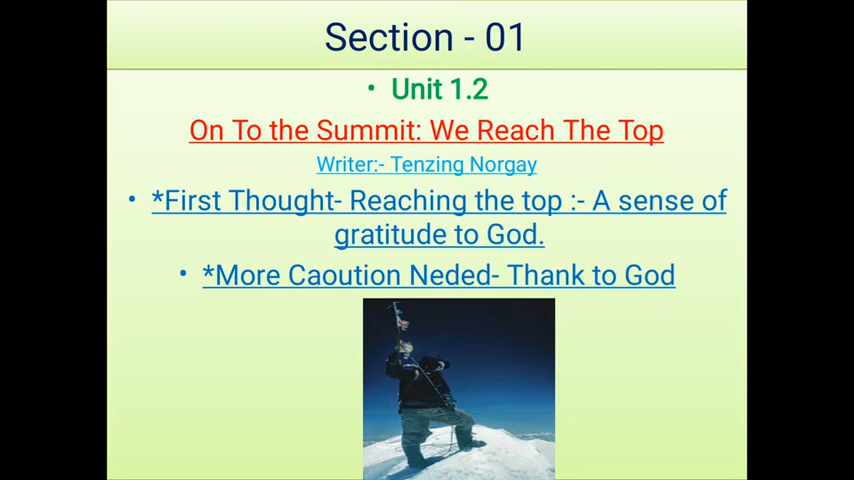 Section - 01
• Unit 1.2
On To the Summit: We Reach The Top
Writer:- Tenzing Norgay
• *First Thought- Reaching the top :- A sense of
gratitude to God.
• *More Caoution Neded- Thank to God